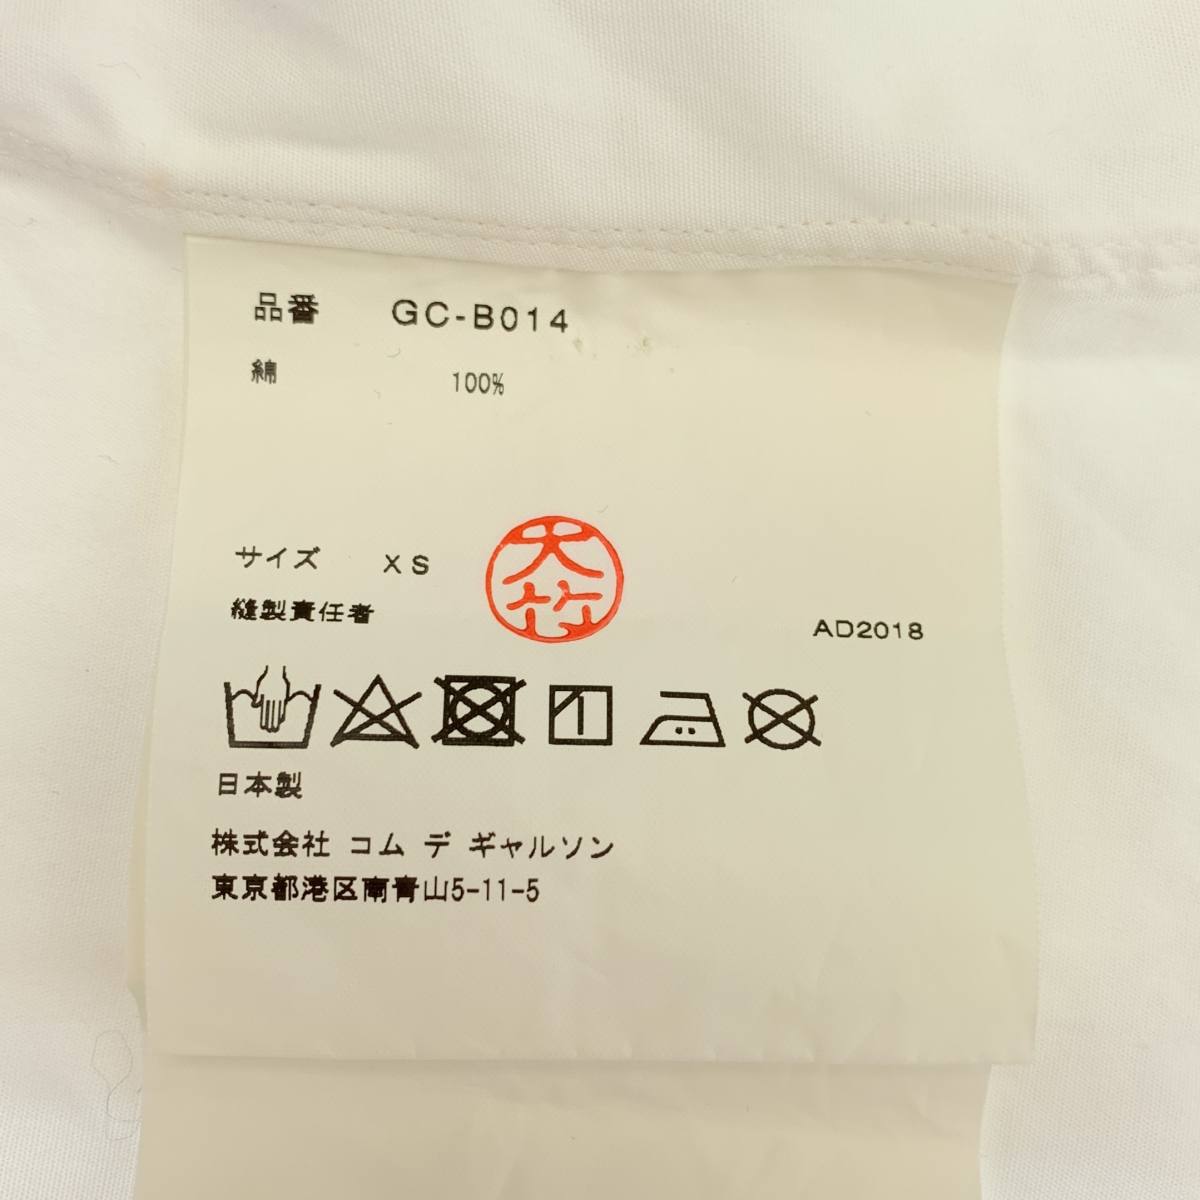 品番 GC-B014
綿 100%
サイズ XS
縫製責任者
大竹
AD2018
日本製
株式会社 コム デ ギャルソン
東京都港区南青山5-11-5